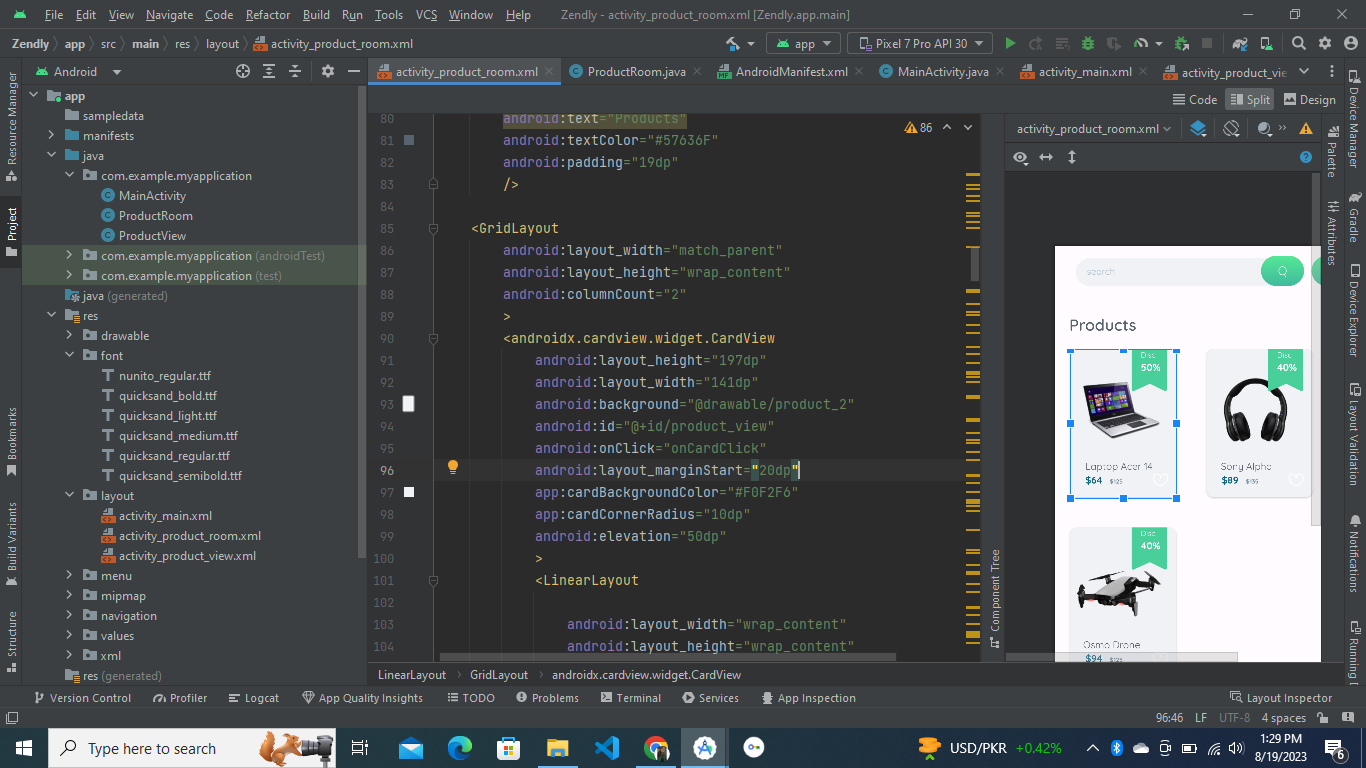 File Edit View Navigate Code Refactor Build Run Tools VCS Window Help Zendly - activity_product_room.xml [Zendly.app.main]
Zendly app src main res layout activity_product_room.xml app Pixel 7 Pro API 30
Android
activity_product_room.xml ProductRoom.java AndroidManifest.xml MainActivity.java activity_main.xml activity_product_vie
Code Split Design
Resource Manager
Project
Bookmarks
Build Variants
Structure
app
sampledata
manifests
java
com.example.myapplication
MainActivity
ProductRoom
ProductView
com.example.myapplication (androidTest)
com.example.myapplication (test)
java (generated)
res
drawable
font
nunito_regular.ttf
quicksand_bold.ttf
quicksand_light.ttf
quicksand_medium.ttf
quicksand_regular.ttf
quicksand_semibold.ttf
layout
activity_main.xml
activity_product_room.xml
activity_product_view.xml
menu
mipmap
navigation
values
xml
res (generated)
86
80 android:text="Products"
81 android:textColor="#57636F"
82 android:padding="19dp"
83 />
84
85 <GridLayout
86 android:layout_width="match_parent"
87 android:layout_height="wrap_content"
88 android:columnCount="2"
89 >
90 <androidx.cardview.widget.CardView
91 android:layout_height="197dp"
92 android:layout_width="141dp"
93 android:background="@drawable/product_2"
94 android:id="@+id/product_view"
95 android:onClick="onCardClick"
96 android:layout_marginStart="20dp"
97 app:cardBackgroundColor="#F0F2F6"
98 app:cardCornerRadius="10dp"
99 android:elevation="50dp"
100 >
101 <LinearLayout
102
103 android:layout_width="wrap_content"
104 android:layout_height="wrap_content"
LinearLayout GridLayout androidx.cardview.widget.CardView
Component Tree
activity_product_room.xml
search
Products
Disc
50%
Laptop Acer 14
$64 $125
Disc
40%
Sony Alpha
$89 $135
Disc
40%
Osmo Drone
$94 $125
Palette
Attributes
Device Manager
Gradle
Device Explorer
Layout Validation
Notifications
Running D
Version Control Profiler Logcat App Quality Insights TODO Problems Terminal Services App Inspection Layout Inspector
96:46 LF UTF-8 4 spaces
Type here to search
USD/PKR +0.42%
1:29 PM
8/19/2023
6